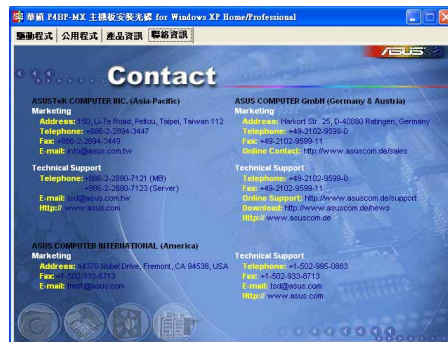 華碩 P4BP-MX 主機板安裝光碟 for Windows XP Home/Professional
驅動程式 公用程式 產品資訊 聯絡資訊
ASUS
Contact
ASUSTeK COMPUTER INC. (Asia-Pacific)
Marketing
Address: 150, Li-Te Road, Peitou, Taipei, Taiwan 112
Telephone: +886-2-2894-3447
Fax: +886-2-2894-3449
E-mail: info@asus.com.tw
Technical Support
Telephone: +886-2-2890-7121 (MB)
+886-2-2890-7123 (Server)
E-mail: tsd@asus.com.tw
Http:// www.asus.com
ASUS COMPUTER GmbH (Germany & Austria)
Marketing
Address: Harkort Str. 25, D-40880 Ratingen, Germany
Telephone: +49-2102-9599-0
Fax: +49-2102-9599-11
Online Contact: http://www.asuscom.de/sales
Technical Support
Telephone: +49-2102-9599-0
Fax: +49-2102-9599-11
Online Support: http://www.asuscom.de/support
Download: http://www.asuscom.de/news
Http:// www.asuscom.de
ASUS COMPUTER INTERNATIONAL (America)
Marketing
Address: 44370 Nobel Drive, Fremont, CA 94538, USA
Fax: +1-502-933-8713
E-mail: tmd1@asus.com
Technical Support
Telephone: +1-502-995-0883
Fax: +1-502-933-8713
E-mail: tsd@asus.com
Http:// www.asus.com